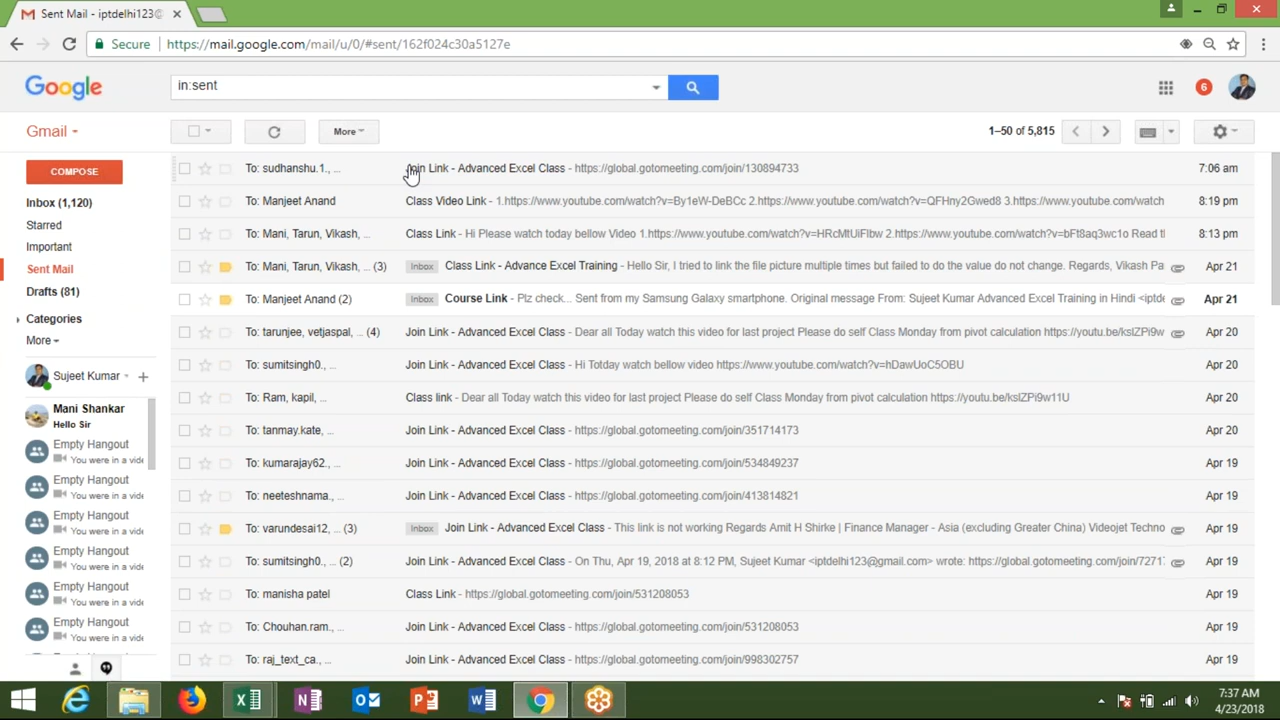 Sent Mail - iptdelhi123@
Secure https://mail.google.com/mail/u/0/#sent/162f024c30a5127e
Google in:sent 6
Gmail More 1–50 of 5,815
COMPOSE
Inbox (1,120)
Starred
Important
Sent Mail
Drafts (81)
Categories
More
Sujeet Kumar
Mani Shankar
Hello Sir
Empty Hangout
You were in a vide
Empty Hangout
You were in a vide
Empty Hangout
You were in a vide
Empty Hangout
You were in a vide
Empty Hangout
You were in a vide
Empty Hangout
You were in a vide
To: sudhanshu.1., ... Join Link - Advanced Excel Class - https://global.gotomeeting.com/join/130894733 7:06 am
To: Manjeet Anand Class Video Link - 1.https://www.youtube.com/watch?v=By1eW-DeBCc 2.https://www.youtube.com/watch?v=QFHny2Gwed8 3.https://www.youtube.com/watch 8:19 pm
To: Mani, Tarun, Vikash, ... Class Link - Hi Please watch today bellow Video 1.https://www.youtube.com/watch?v=HRcMtUiFlbw 2.https://www.youtube.com/watch?v=bFt8aq3wc1o Read tl 8:13 pm
To: Mani, Tarun, Vikash, ... (3) Inbox Class Link - Advance Excel Training - Hello Sir, I tried to link the file picture multiple times but failed to do the value do not change. Regards, Vikash Pa Apr 21
To: Manjeet Anand (2) Inbox Course Link - Plz check... Sent from my Samsung Galaxy smartphone. Original message From: Sujeet Kumar Advanced Excel Training in Hindi <iptde Apr 21
To: tarunjee, vetjaspal, ... (4) Join Link - Advanced Excel Class - Dear all Today watch this video for last project Please do self Class Monday from pivot calculation https://youtu.be/kslZPi9w Apr 20
To: sumitsingh0., ... Join Link - Advanced Excel Class - Hi Totday watch bellow video https://www.youtube.com/watch?v=hDawUoC5OBU Apr 20
To: Ram, kapil, ... Class link - Dear all Today watch this video for last project Please do self Class Monday from pivot calculation https://youtu.be/kslZPi9w11U Apr 20
To: tanmay.kate, ... Join Link - Advanced Excel Class - https://global.gotomeeting.com/join/351714173 Apr 20
To: kumarajay62., ... Join Link - Advanced Excel Class - https://global.gotomeeting.com/join/534849237 Apr 19
To: neeteshnama., ... Join Link - Advanced Excel Class - https://global.gotomeeting.com/join/413814821 Apr 19
To: varundesai12, ... (3) Inbox Join Link - Advanced Excel Class - This link is not working Regards Amit H Shirke | Finance Manager - Asia (excluding Greater China) Videojet Techno Apr 19
To: sumitsingh0., ... (2) Join Link - Advanced Excel Class - On Thu, Apr 19, 2018 at 8:12 PM, Sujeet Kumar <iptdelhi123@gmail.com> wrote: https://global.gotomeeting.com/join/7271 Apr 19
To: manisha patel Class Link - https://global.gotomeeting.com/join/531208053 Apr 19
To: Chouhan.ram., ... Join Link - Advanced Excel Class - https://global.gotomeeting.com/join/531208053 Apr 19
To: raj_text_ca., ... Join Link - Advanced Excel Class - https://global.gotomeeting.com/join/998302757 Apr 19
7:37 AM
4/23/2018